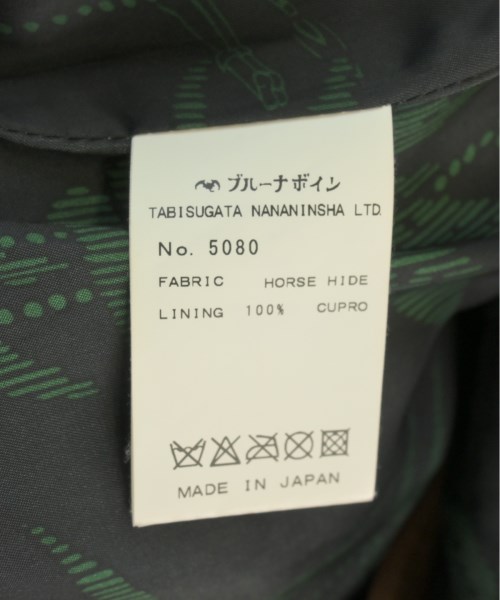 ブルーナボイン
TABISUGATA NANANINSHA LTD.
No. 5080
FABRIC HORSE HIDE
LINING 100% CUPRO
MADE IN JAPAN